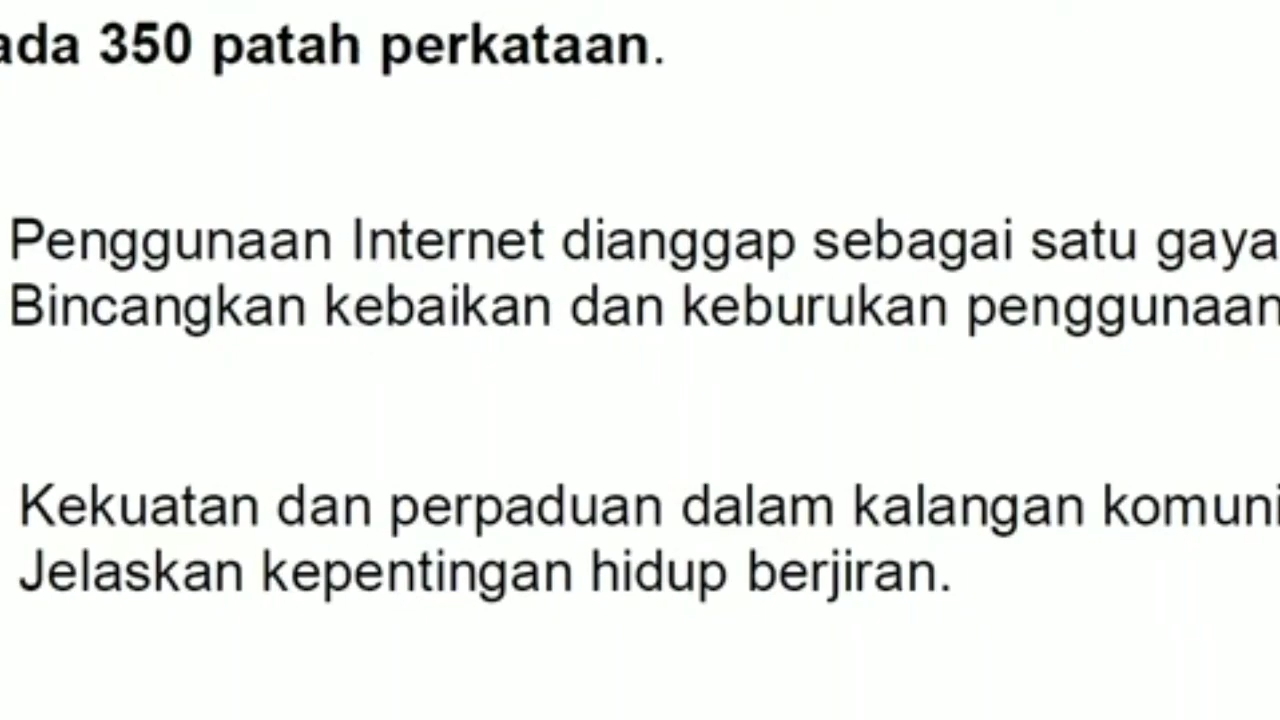 ada 350 patah perkataan.
Penggunaan Internet dianggap sebagai satu gaya
Bincangkan kebaikan dan keburukan penggunaan
Kekuatan dan perpaduan dalam kalangan komuni
Jelaskan kepentingan hidup berjiran.